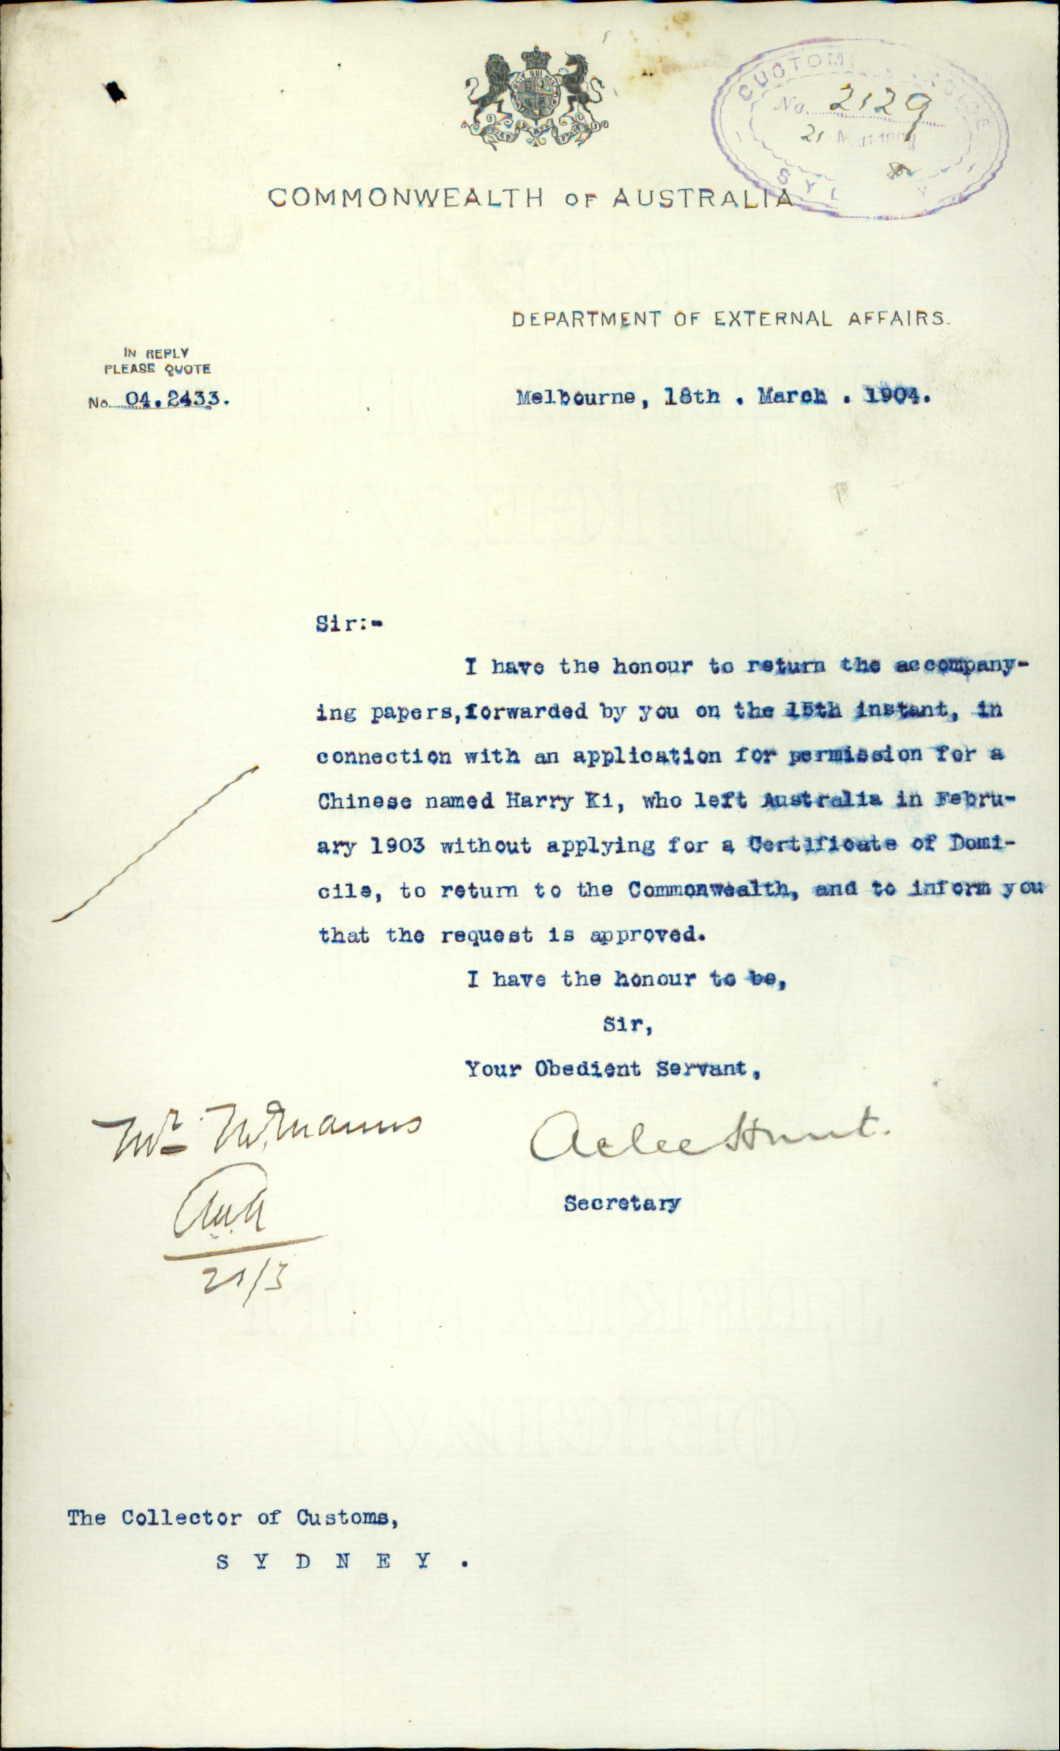 CUSTOM
No. 2129
21
SY
COMMONWEALTH OF AUSTRALIA
DEPARTMENT OF EXTERNAL AFFAIRS.
IN REPLY
PLEASE QUOTE
No. 04.2433.
Melbourne, 18th . March . 1904.
Sir:-
I have the honour to return the accompany-
ing papers, forwarded by you on the 15th instant, in
connection with an application for permission for a
Chinese named Harry Ki, who left Australia in Febru-
ary 1903 without applying for a Certificate of Domi-
cile, to return to the Commonwealth, and to inform you
that the request is approved.
I have the honour to be,
Sir,
Your Obedient Servant,
Atlee Hunt.
Secretary
Mr
21/3
The Collector of Customs,
S Y D N E Y .